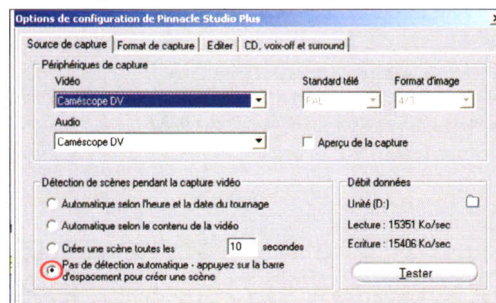 Options de configuration de Pinnacle Studio Plus
Source de capture Format de capture Editer CD, voix-off et surround
Périphériques de capture
Vidéo Standard télé Format d'image
Caméscope DV PAL 4/3
Audio
Caméscope DV Aperçu de la capture
Détection de scènes pendant la capture vidéo Débit données
Automatique selon l'heure et la date du tournage Unité (D:)
Automatique selon le contenu de la vidéo Lecture : 15351 Ko/sec
Créer une scène toutes les 10 secondes Ecriture : 15406 Ko/sec
Pas de détection automatique - appuyez sur la barre
d'espacement pour créer une scène Tester